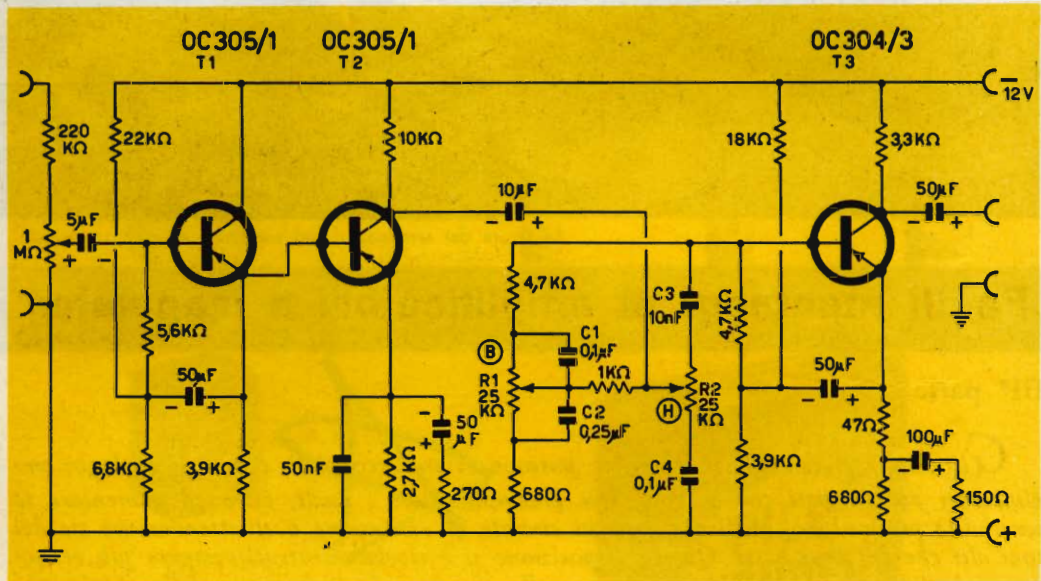 OC305/1
T1
OC305/1
T2
OC304/3
T3
−
12V
220
KΩ
22KΩ
10KΩ
18KΩ
3,3KΩ
1
MΩ
5µF
+ −
10µF
− +
50µF
− +
4,7KΩ
C3
10nF
4,7KΩ
5,6KΩ
B
C1
0,1µF
R1
25
KΩ
1KΩ
H
R2
25
KΩ
C2
0,25µF
50µF
− +
50µF
− +
47Ω
6,8KΩ
3,9KΩ
50nF
2,7KΩ
−
50
µF
+
270Ω
680Ω
C4
0,1µF
3,9KΩ
100µF
− +
680Ω
150Ω
+